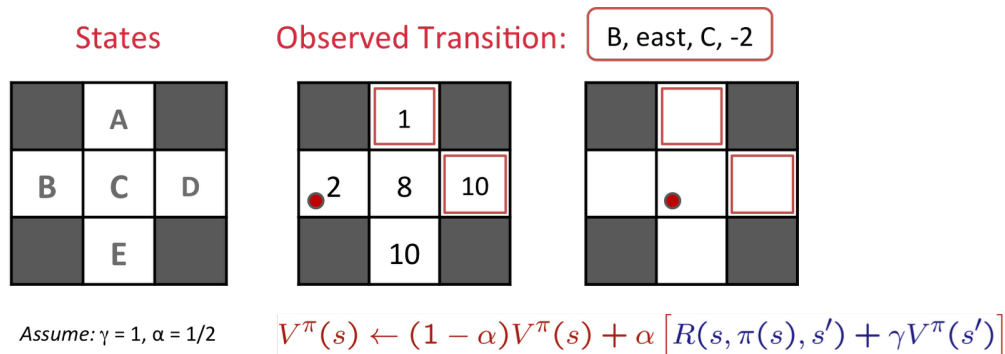 States
Observed Transition:
B, east, C, -2
A
B C D
E
1
2 8 10
10
Assume: γ = 1, α = 1/2
V^π(s) ← (1 − α)V^π(s) + α [R(s, π(s), s′) + γV^π(s′)]